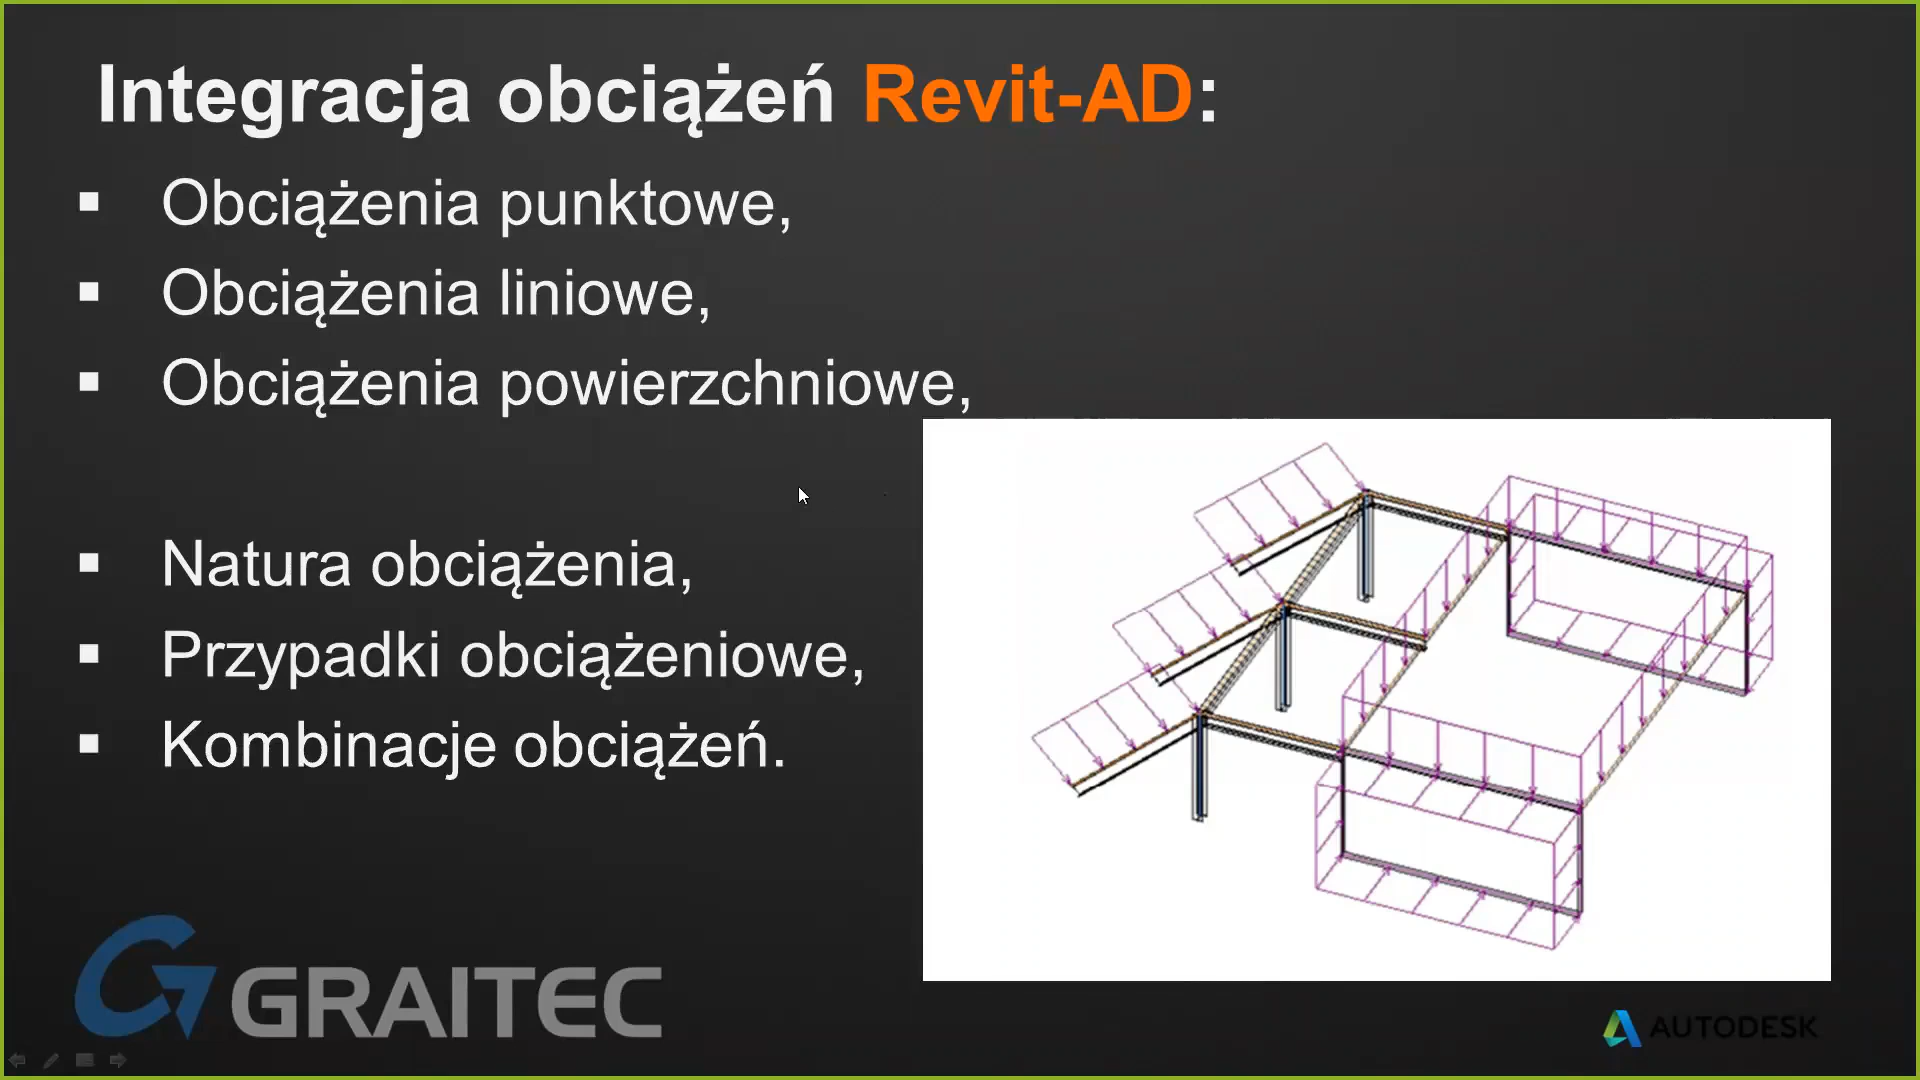 Integracja obciążeń Revit-AD:
▪ Obciążenia punktowe,
▪ Obciążenia liniowe,
▪ Obciążenia powierzchniowe,
▪ Natura obciążenia,
▪ Przypadki obciążeniowe,
▪ Kombinacje obciążeń.
GRAITEC
AUTODESK